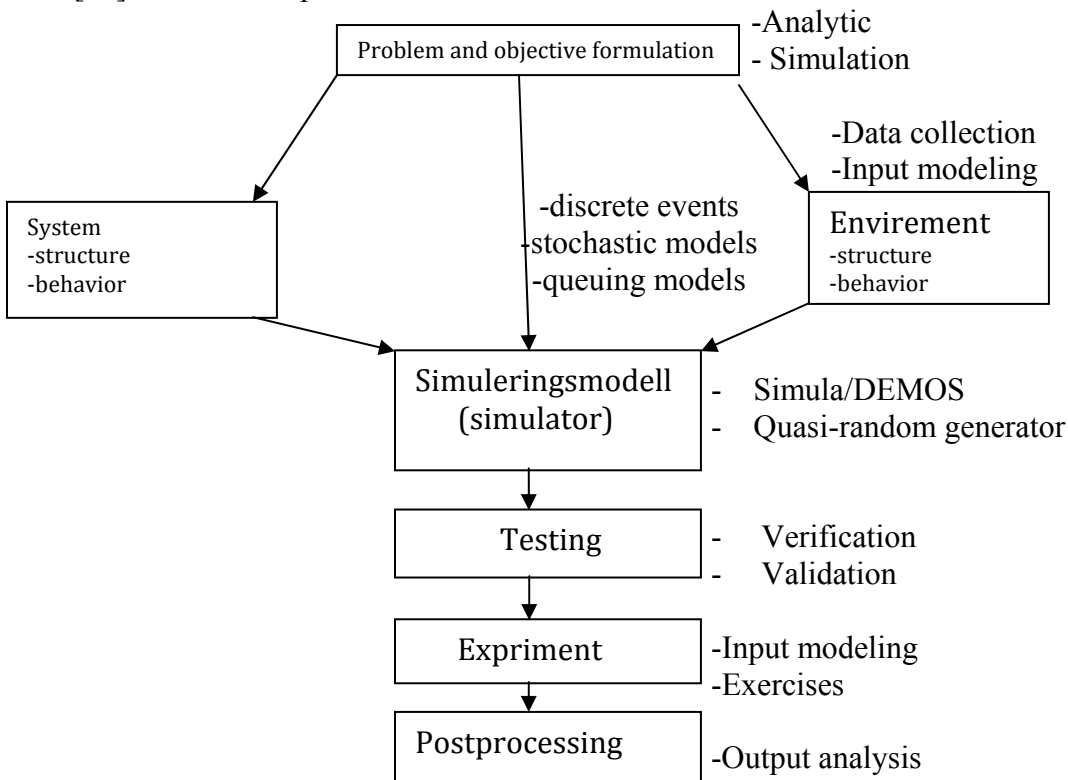 Problem and objective formulation
-Analytic
- Simulation
-Data collection
-Input modeling
System
-structure
-behavior
-discrete events
-stochastic models
-queuing models
Envirement
-structure
-behavior
Simuleringsmodell
(simulator)
- Simula/DEMOS
- Quasi-random generator
Testing
- Verification
- Validation
Expriment
-Input modeling
-Exercises
Postprocessing
-Output analysis